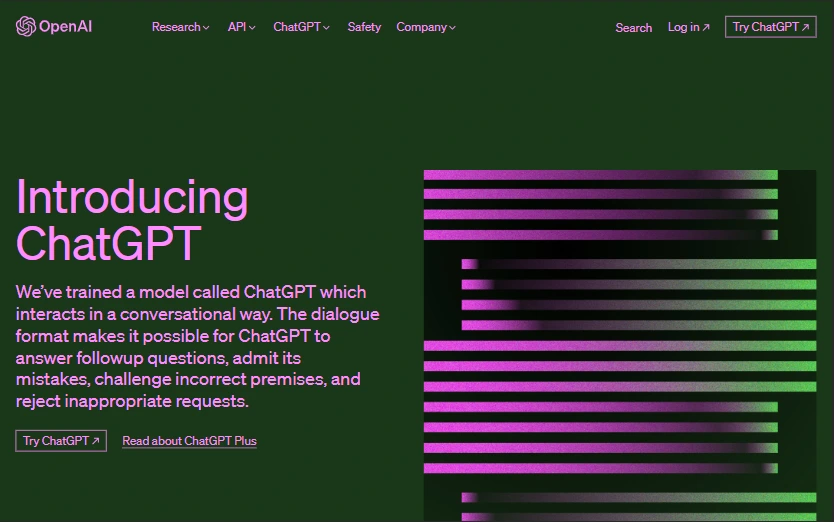 OpenAI
Research
API
ChatGPT
Safety
Company
Search
Log in ↗
Try ChatGPT ↗
Introducing
ChatGPT
We’ve trained a model called ChatGPT which
interacts in a conversational way. The dialogue
format makes it possible for ChatGPT to
answer followup questions, admit its
mistakes, challenge incorrect premises, and
reject inappropriate requests.
Try ChatGPT ↗
Read about ChatGPT Plus